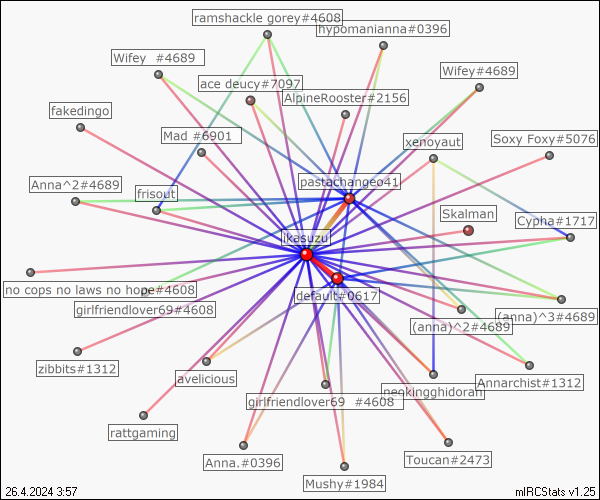 ramshackle gorey#4608
hypomanianna#0396
Wifey  #4689
Wifey#4689
ace deucy#7097
AlpineRooster#2156
fakedingo
Mad #6901
xenoyaut
Soxy Foxy#5076
Anna^2#4689
frisout
pastachangeo41
Skalman
Cypha#1717
ikasuzu
no cops no laws no hope#4608
default#0617
girlfriendlover69#4608
(anna)^3#4689
(anna)^2#4689
zibbits#1312
avelicious
neokingghidorah
Annarchist#1312
girlfriendlover69  #4608
rattgaming
Anna.#0396
Toucan#2473
Mushy#1984
26.4.2024 3:57
mIRCStats v1.25